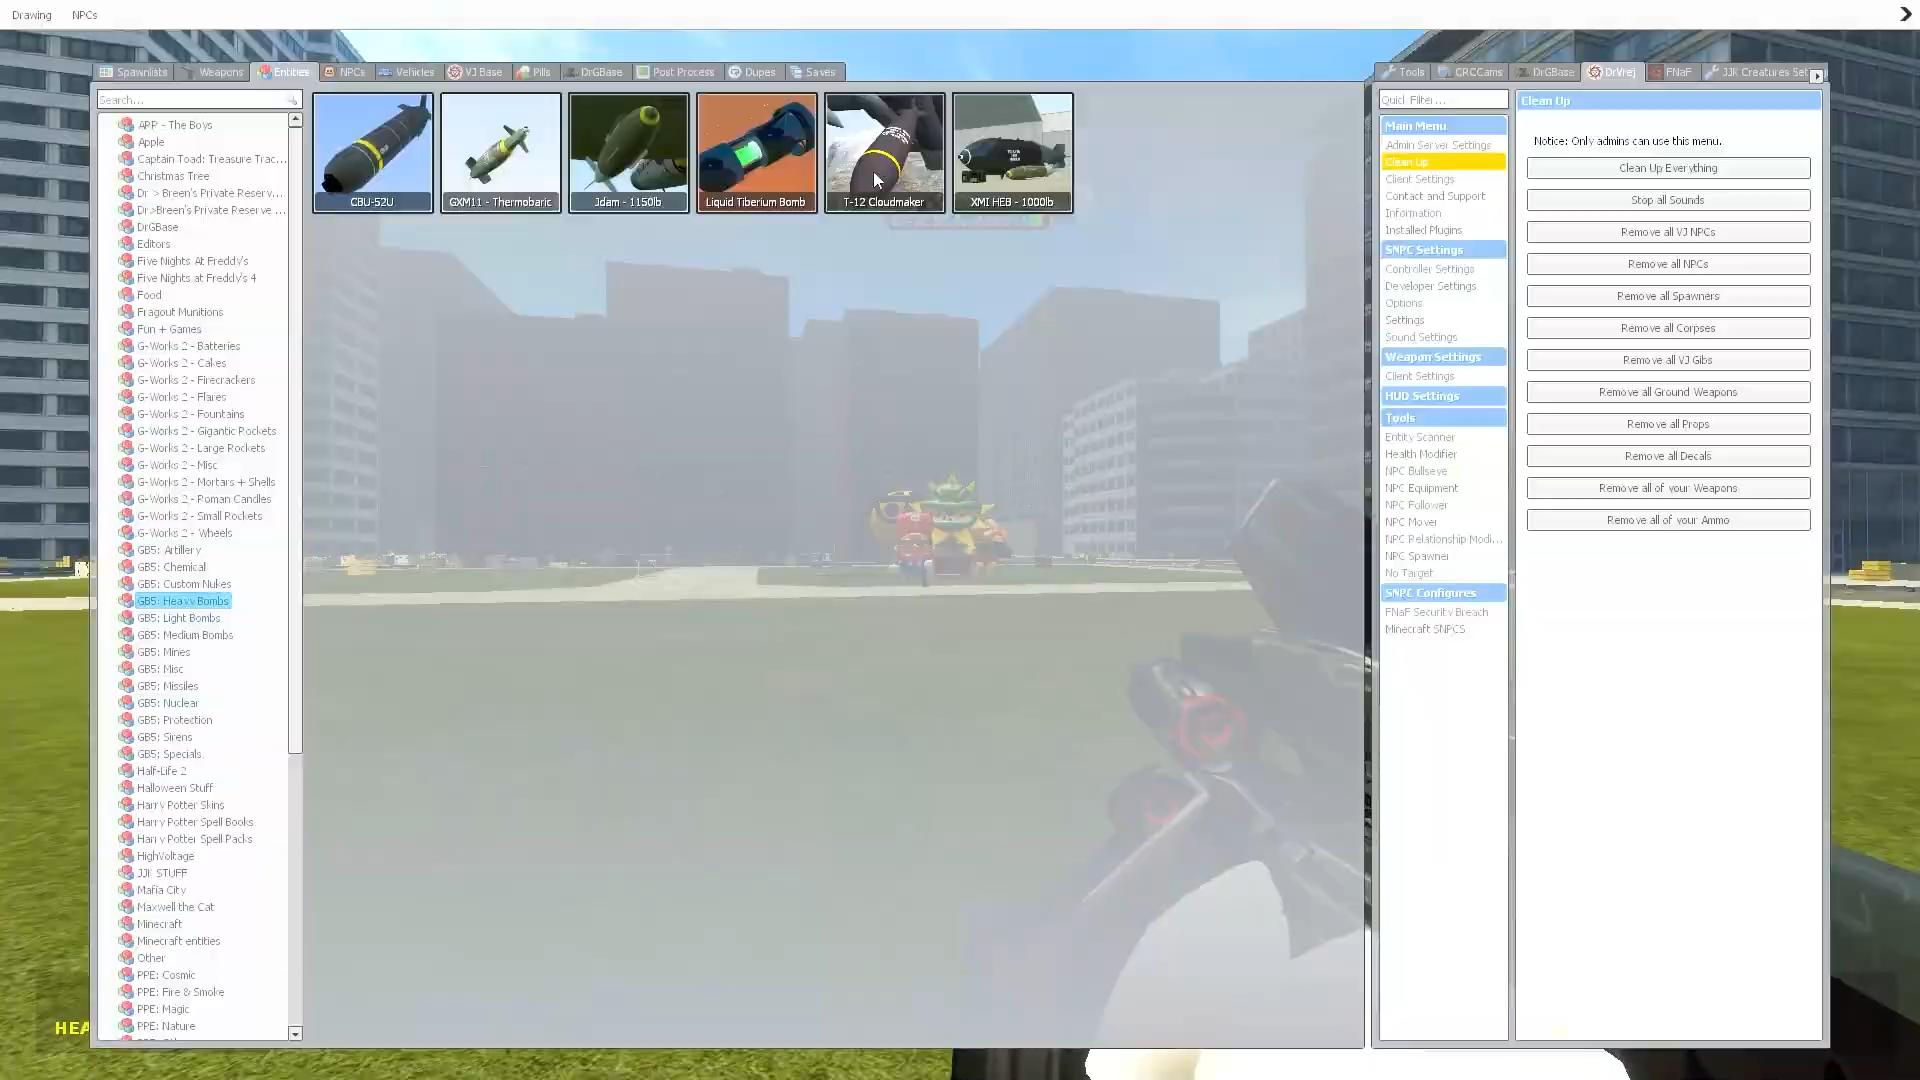 Drawing NPCs
Spawnlists Weapons Entities NPCs Vehicles VJ Base Pills DrGBase Post Process Dupes Saves
Search...
APP - The Boys
Apple
Captain Toad: Treasure Trac...
Christmas Tree
Dr > Breen's Private Reserv...
Dr >Breen's Private Reserve ...
DrGBase
Editors
Five Nights At Freddy's
Five Nights at Freddy's 4
Food
Fragout Munitions
Fun + Games
G-Works 2 - Batteries
G-Works 2 - Cakes
G-Works 2 - Firecrackers
G-Works 2 - Flares
G-Works 2 - Fountains
G-Works 2 - Gigantic Rockets
G-Works 2 - Large Rockets
G-Works 2 - Misc
G-Works 2 - Mortars + Shells
G-Works 2 - Roman Candles
G-Works 2 - Small Rockets
G-Works 2 - Wheels
GB5: Artillery
GB5: Chemical
GB5: Custom Nukes
GB5: Heavy Bombs
GB5: Light Bombs
GB5: Medium Bombs
GB5: Mines
GB5: Misc
GB5: Missiles
GB5: Nuclear
GB5: Protection
GB5: Sirens
GB5: Specials
Half-Life 2
Halloween Stuff
Harry Potter Skins
Harry Potter Spell Books
Harry Potter Spell Packs
HighVoltage
JJK STUFF
Mafia City
Maxwell the Cat
Minecraft
Minecraft entities
Other
PPE: Cosmic
PPE: Fire & Smoke
PPE: Magic
PPE: Nature
HEA
CBU-52U
GXM11 - Thermobaric
Jdam - 1150lb
Liquid Tiberium Bomb
T-12 Cloudmaker
XMI HEB - 1000lb
Tools CRCCams DrGBase DrVrej FNaF JJK Creatures Set
Quick Filter...
Main Menu
Admin Server Settings
Clean Up
Client Settings
Contact and Support
Information
Installed Plugins
SNPC Settings
Controller Settings
Developer Settings
Options
Settings
Sound Settings
Weapon Settings
Client Settings
HUD Settings
Tools
Entity Scanner
Health Modifier
NPC Bullseye
NPC Equipment
NPC Follower
NPC Mover
NPC Relationship Modi...
NPC Spawner
No Target
SNPC Configures
FNaF Security Breach
Minecraft SNPCS
Clean Up
Notice: Only admins can use this menu.
Clean Up Everything
Stop all Sounds
Remove all VJ NPCs
Remove all NPCs
Remove all Spawners
Remove all Corpses
Remove all VJ Gibs
Remove all Ground Weapons
Remove all Props
Remove all Decals
Remove all of your Weapons
Remove all of your Ammo